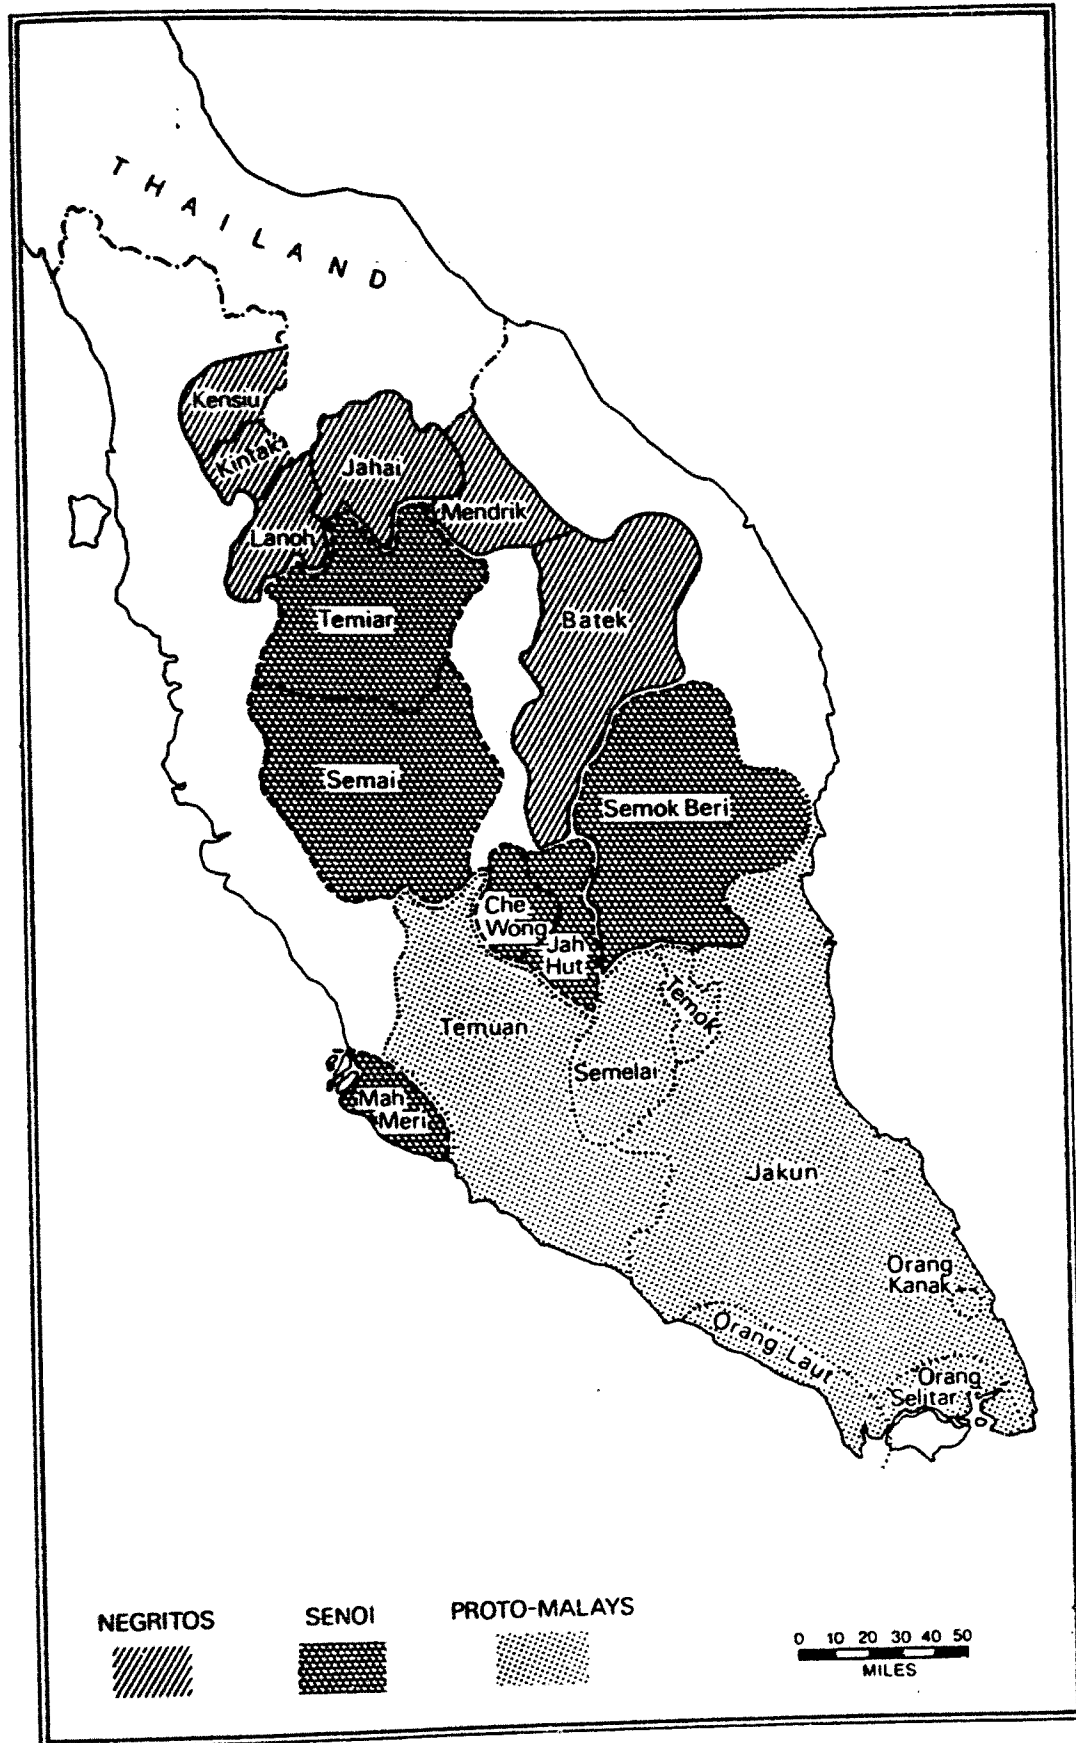 THAILAND
Kensiu
Kintak
Jahai
Mendrik
Lanoh
Temiar
Batek
Semai
Semok Beri
Che
Wong
Jah
Hut
Temok
Temuan
Semelai
Mah
Meri
Jakun
Orang
Kanak
Orang Laut
Orang
Selitar
NEGRITOS
SENOI
PROTO-MALAYS
0 10 20 30 40 50
MILES